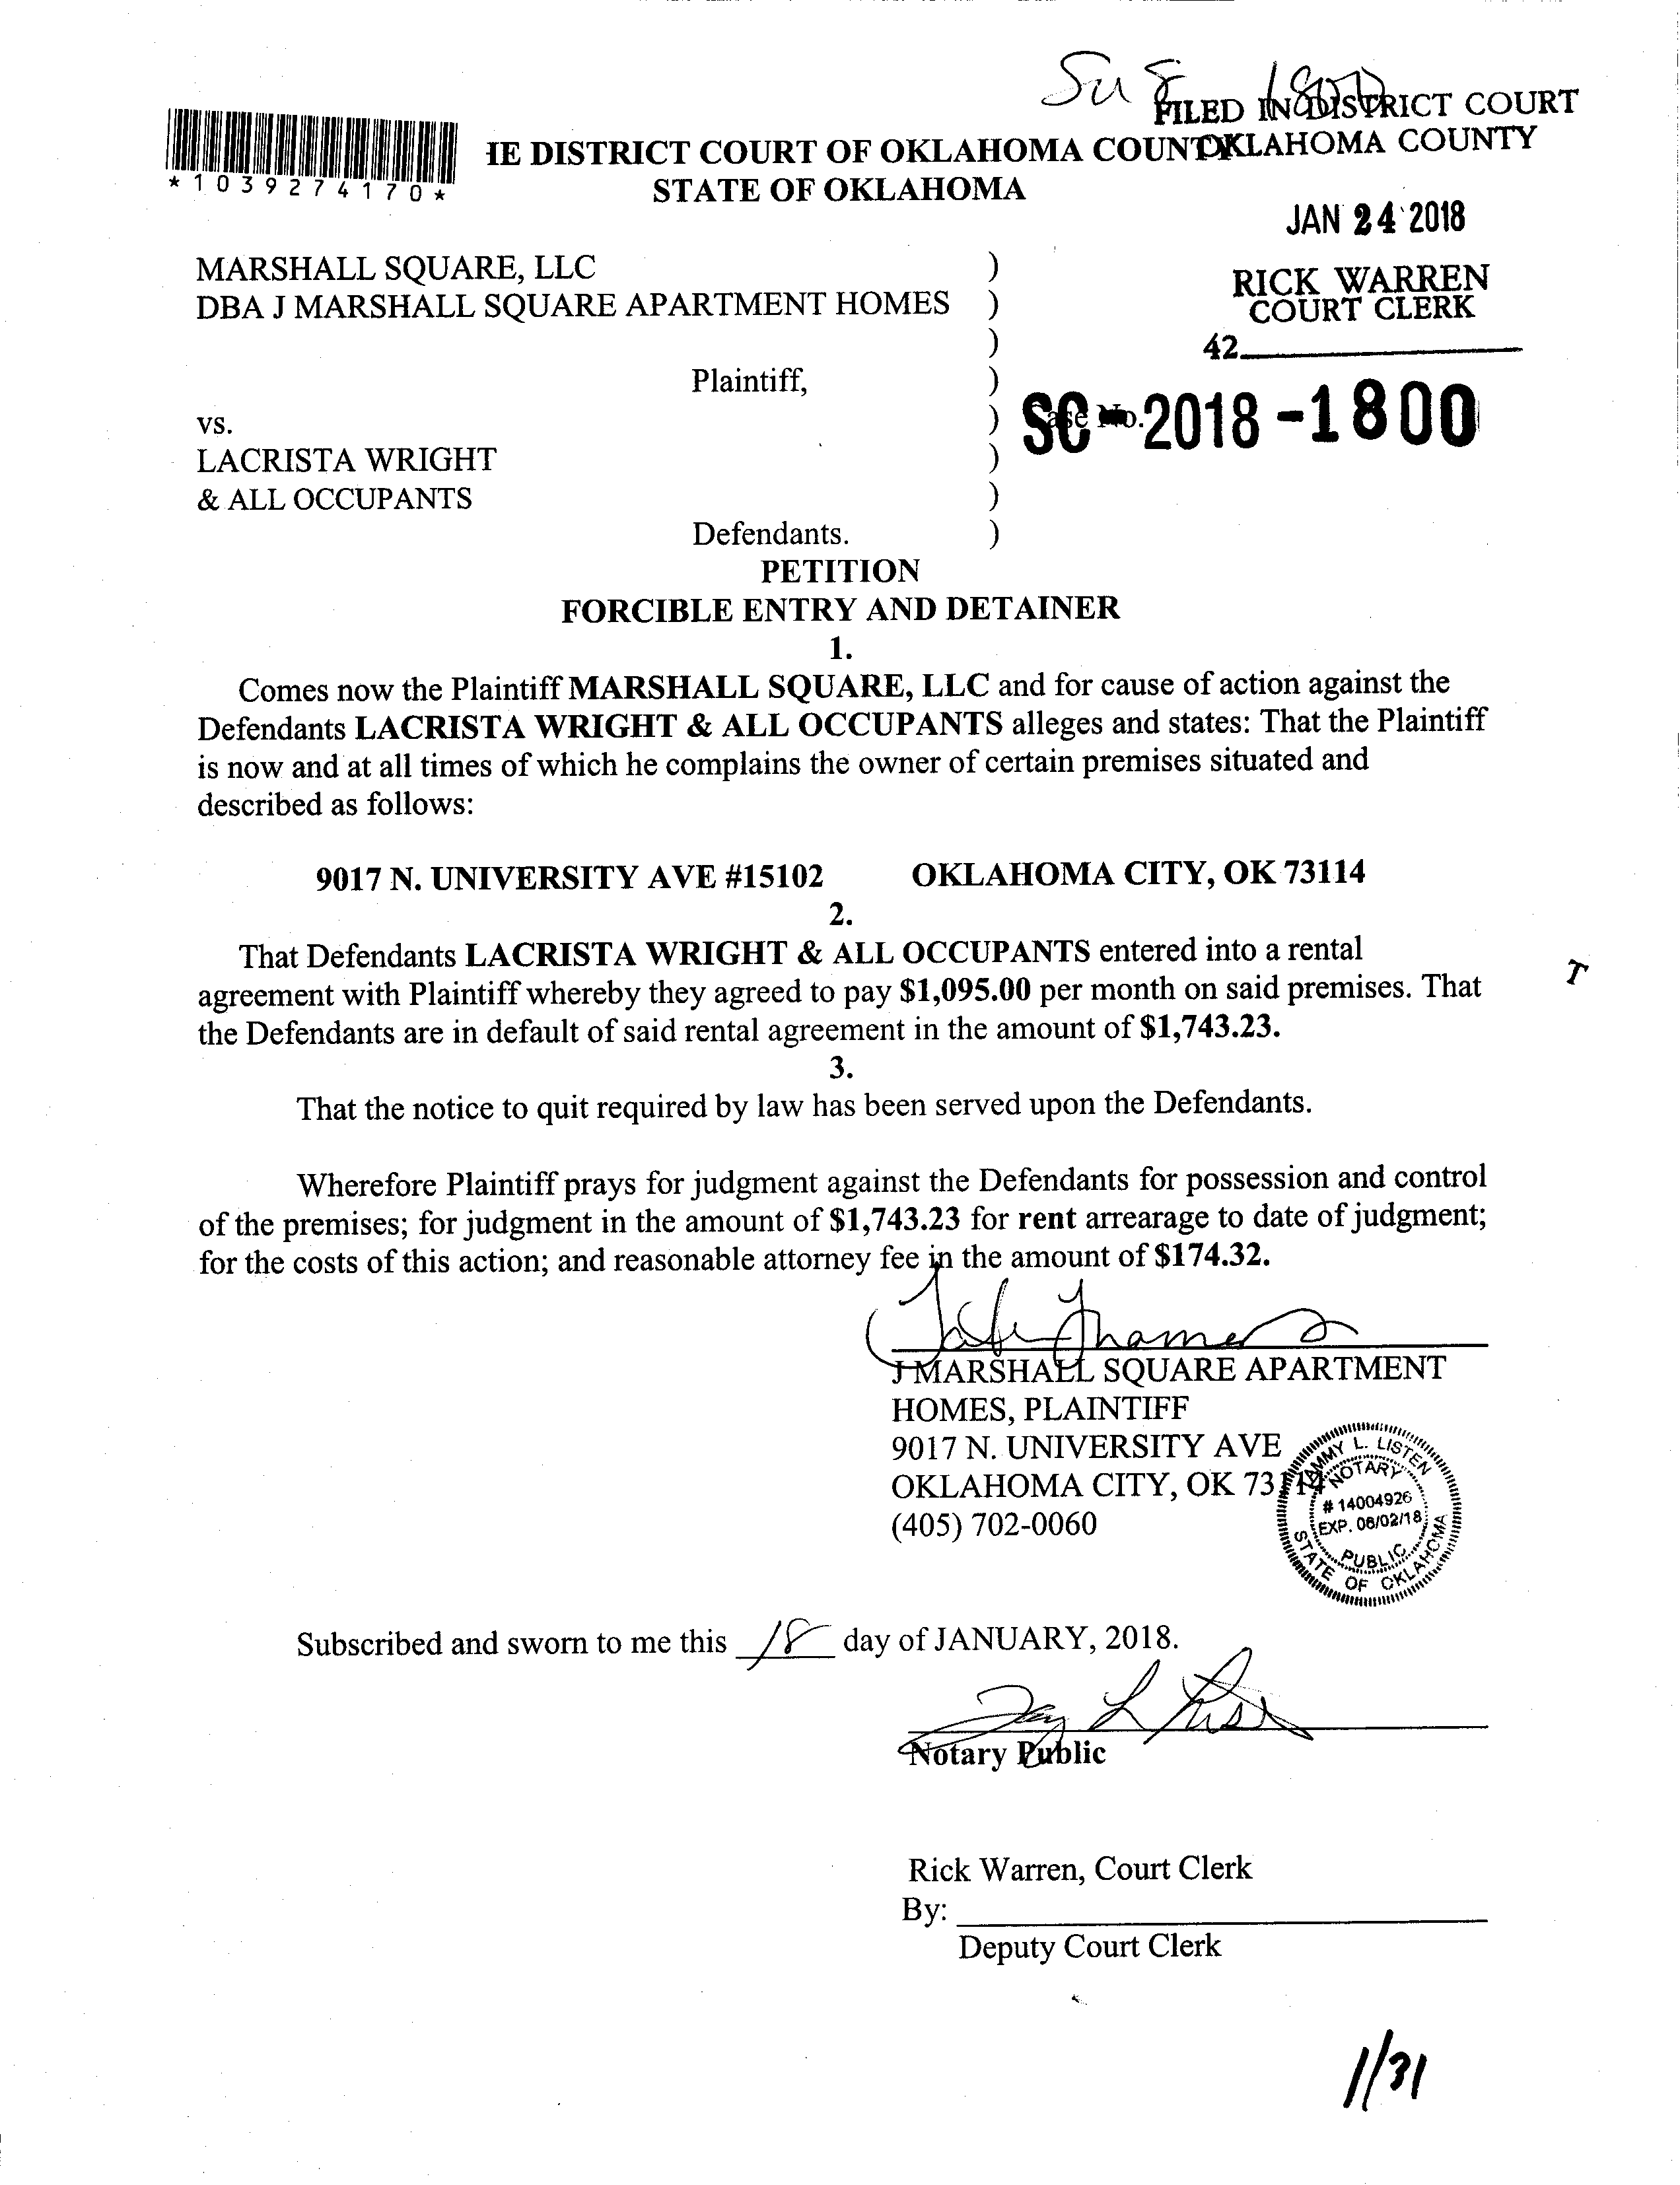 FILED IN DISTRICT COURT
OKLAHOMA COUNTY
*1039274170*
IE DISTRICT COURT OF OKLAHOMA COUNTY
STATE OF OKLAHOMA
JAN 24 2018
RICK WARREN
COURT CLERK
42
MARSHALL SQUARE, LLC )
DBA J MARSHALL SQUARE APARTMENT HOMES )
)
Plaintiff, )
vs. ) Case No. SC-2018-1800
LACRISTA WRIGHT )
& ALL OCCUPANTS )
Defendants. )
PETITION
FORCIBLE ENTRY AND DETAINER
1.
Comes now the Plaintiff MARSHALL SQUARE, LLC and for cause of action against the
Defendants LACRISTA WRIGHT & ALL OCCUPANTS alleges and states: That the Plaintiff
is now and at all times of which he complains the owner of certain premises situated and
described as follows:
9017 N. UNIVERSITY AVE #15102 OKLAHOMA CITY, OK 73114
2.
That Defendants LACRISTA WRIGHT & ALL OCCUPANTS entered into a rental
agreement with Plaintiff whereby they agreed to pay $1,095.00 per month on said premises. That
the Defendants are in default of said rental agreement in the amount of $1,743.23.
3.
That the notice to quit required by law has been served upon the Defendants.
Wherefore Plaintiff prays for judgment against the Defendants for possession and control
of the premises; for judgment in the amount of $1,743.23 for rent arrearage to date of judgment;
for the costs of this action; and reasonable attorney fee in the amount of $174.32.
J MARSHALL SQUARE APARTMENT
HOMES, PLAINTIFF
9017 N. UNIVERSITY AVE
OKLAHOMA CITY, OK 73114
(405) 702-0060
TAMMY L. LISTEN
NOTARY
# 14004926
EXP. 06/02/18
PUBLIC
STATE OF OKLAHOMA
Subscribed and sworn to me this 18 day of JANUARY, 2018.
Notary Public
Rick Warren, Court Clerk
By:
Deputy Court Clerk
1/31